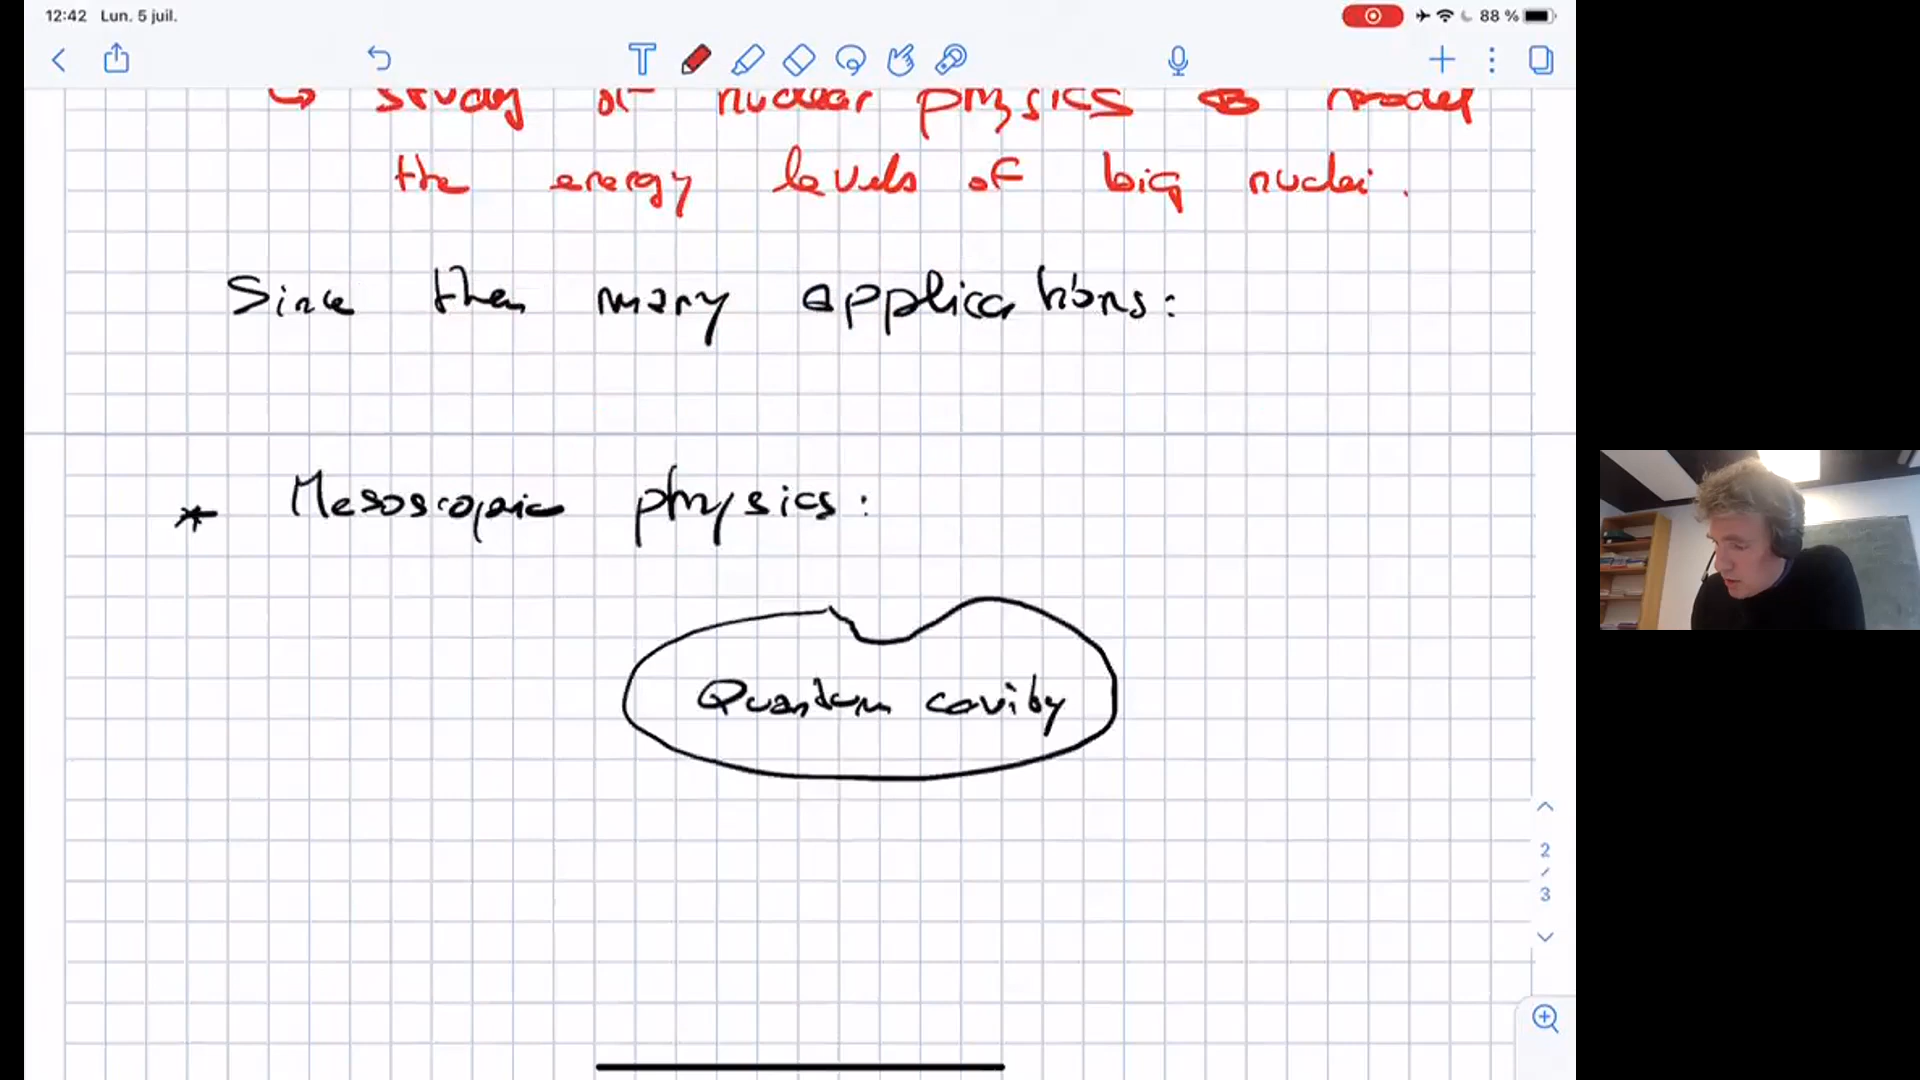 12:42 Lun. 5 juil. 88 %
↳ study of nuclear physics model
the energy levels of big nuclei.
Since then many applications:
* Mesoscopic physics:
Quantum cavity
2
3